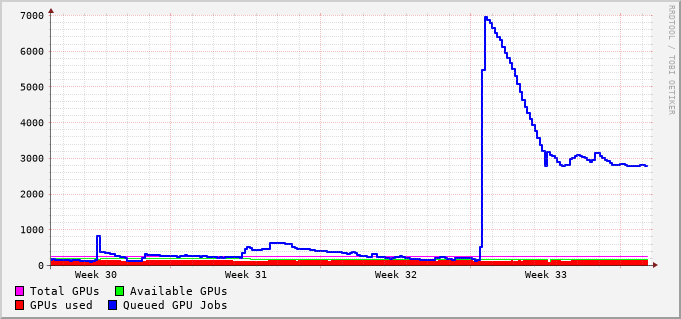 7000
6000
5000
4000
3000
2000
1000
0
Week 30 Week 31 Week 32 Week 33
Total GPUs Available GPUs
GPUs used Queued GPU Jobs
RRDTOOL / TOBI OETIKER